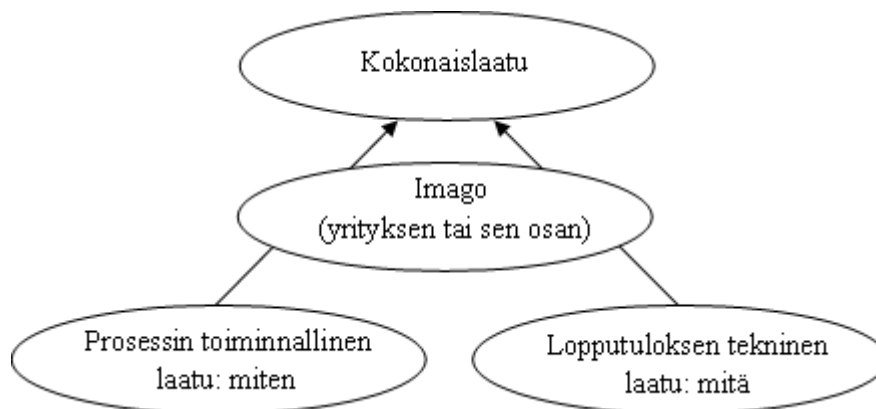 Kokonaislaatu
Imago
(yrityksen tai sen osan)
Prosessin toiminnallinen
laatu: miten
Lopputuloksen tekninen
laatu: mitä